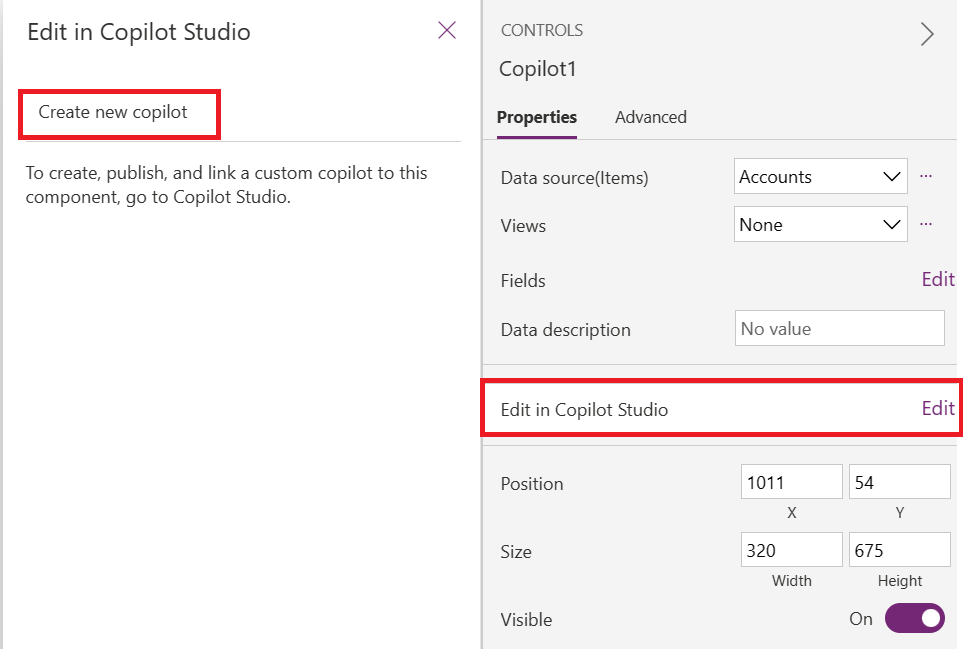 Edit in Copilot Studio
Create new copilot
To create, publish, and link a custom copilot to this
component, go to Copilot Studio.
CONTROLS
Copilot1
Properties Advanced
Data source(Items) Accounts ...
Views None ...
Fields Edit
Data description No value
Edit in Copilot Studio Edit
Position 1011 54
X Y
Size 320 675
Width Height
Visible On